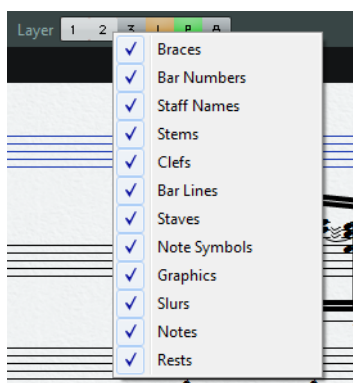 Layer 1 2 3 L P A
Braces
Bar Numbers
Staff Names
Stems
Clefs
Bar Lines
Staves
Note Symbols
Graphics
Slurs
Notes
Rests